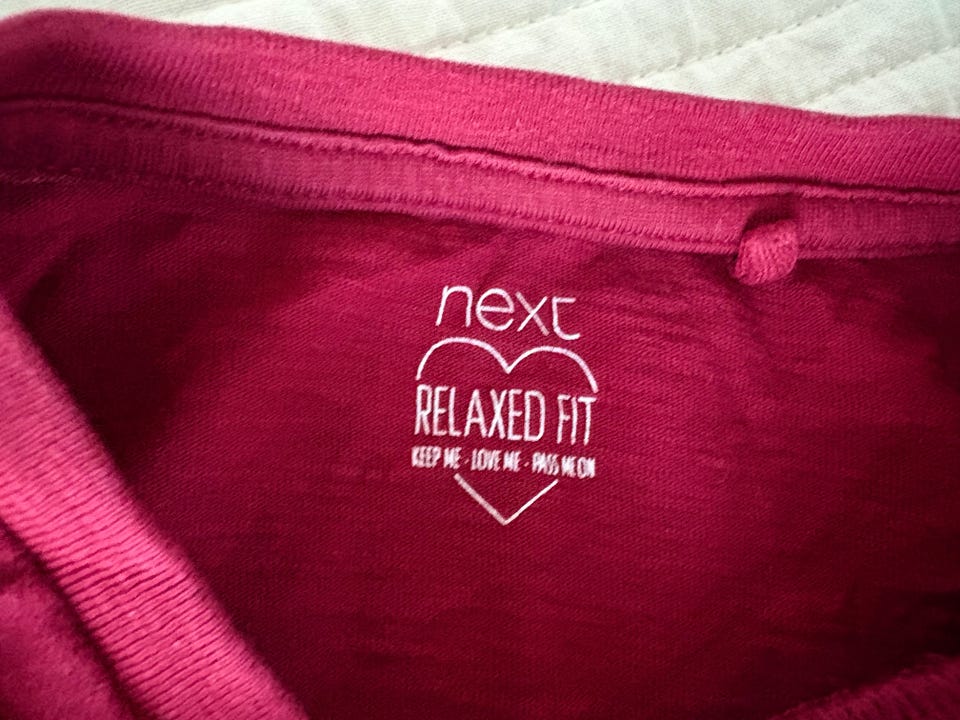 next
RELAXED FIT
KEEP ME - LOVE ME - PASS ME ON